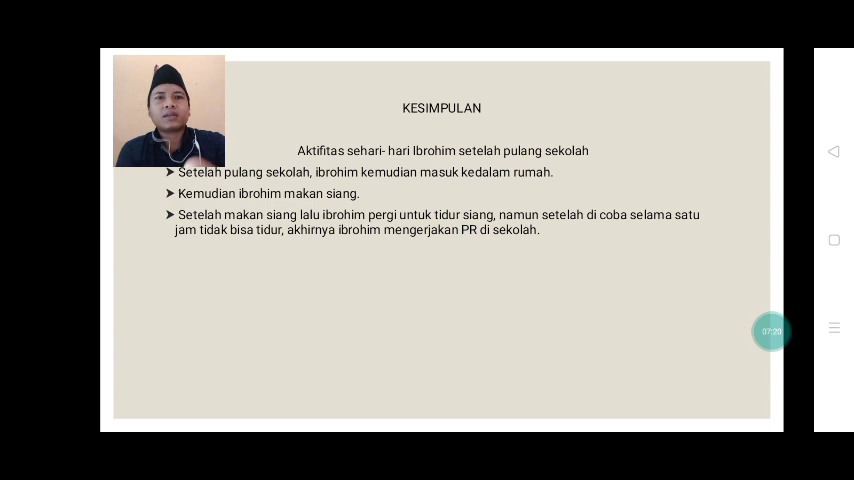 KESIMPULAN
Aktifitas sehari- hari Ibrohim setelah pulang sekolah
➤ Setelah pulang sekolah, ibrohim kemudian masuk kedalam rumah.
➤ Kemudian ibrohim makan siang.
➤ Setelah makan siang lalu ibrohim pergi untuk tidur siang, namun setelah di coba selama satu
jam tidak bisa tidur, akhirnya ibrohim mengerjakan PR di sekolah.
07:20